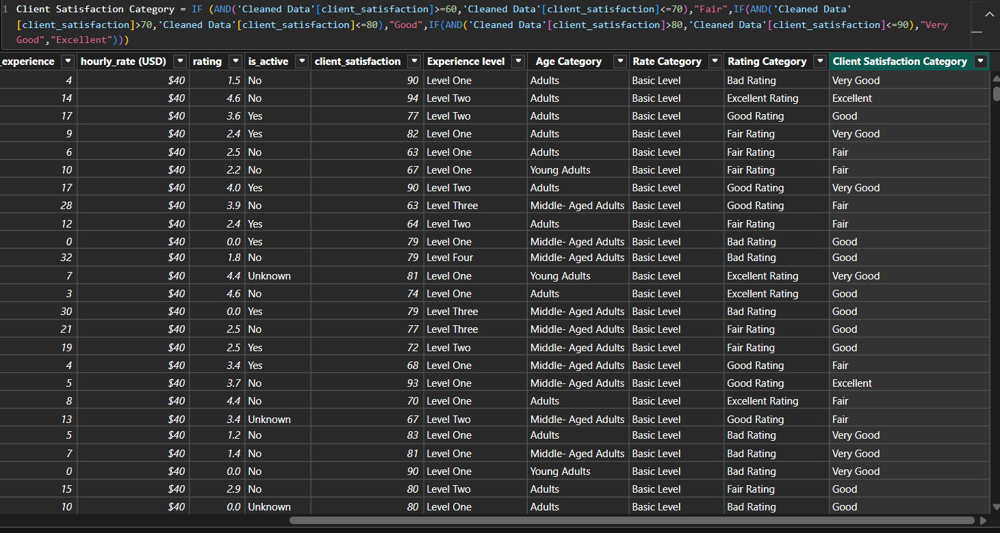 1 Client Satisfaction Category = IF (AND('Cleaned Data'[client_satisfaction]>=60,'Cleaned Data'[client_satisfaction]<=70),"Fair",IF(AND('Cleaned Data'
[client_satisfaction]>70,'Cleaned Data'[client_satisfaction]<=80),"Good",IF(AND('Cleaned Data'[client_satisfaction]>80,'Cleaned Data'[client_satisfaction]<=90),"Very
Good","Excellent")))
_experience hourly_rate (USD) rating is_active client_satisfaction Experience level Age Category Rate Category Rating Category Client Satisfaction Category
4 $40 1.5 No 90 Level One Adults Basic Level Bad Rating Very Good
14 $40 4.6 No 94 Level Two Adults Basic Level Excellent Rating Excellent
17 $40 3.6 Yes 77 Level Two Adults Basic Level Good Rating Good
9 $40 2.4 Yes 82 Level One Adults Basic Level Fair Rating Very Good
6 $40 2.5 No 63 Level One Adults Basic Level Fair Rating Fair
10 $40 2.2 No 67 Level One Young Adults Basic Level Fair Rating Fair
17 $40 4.0 Yes 90 Level Two Adults Basic Level Good Rating Very Good
28 $40 3.9 No 63 Level Three Middle- Aged Adults Basic Level Good Rating Fair
12 $40 2.4 Yes 64 Level Two Adults Basic Level Fair Rating Fair
0 $40 0.0 Yes 79 Level One Middle- Aged Adults Basic Level Bad Rating Good
32 $40 1.8 No 79 Level Four Middle- Aged Adults Basic Level Bad Rating Good
7 $40 4.4 Unknown 81 Level One Young Adults Basic Level Excellent Rating Very Good
3 $40 4.6 No 74 Level One Adults Basic Level Excellent Rating Good
30 $40 0.0 Yes 79 Level Three Middle- Aged Adults Basic Level Bad Rating Good
21 $40 2.5 No 77 Level Three Middle- Aged Adults Basic Level Fair Rating Good
19 $40 2.5 Yes 72 Level Two Middle- Aged Adults Basic Level Fair Rating Good
4 $40 3.4 Yes 68 Level One Middle- Aged Adults Basic Level Good Rating Fair
5 $40 3.7 No 93 Level One Middle- Aged Adults Basic Level Good Rating Excellent
8 $40 4.4 No 70 Level One Adults Basic Level Excellent Rating Fair
13 $40 3.4 Unknown 67 Level Two Middle- Aged Adults Basic Level Good Rating Fair
5 $40 1.2 No 83 Level One Adults Basic Level Bad Rating Very Good
7 $40 1.4 No 81 Level One Middle- Aged Adults Basic Level Bad Rating Very Good
0 $40 0.0 No 90 Level One Young Adults Basic Level Bad Rating Very Good
15 $40 2.9 No 80 Level Two Adults Basic Level Fair Rating Good
10 $40 0.0 Unknown 80 Level One Adults Basic Level Bad Rating Good